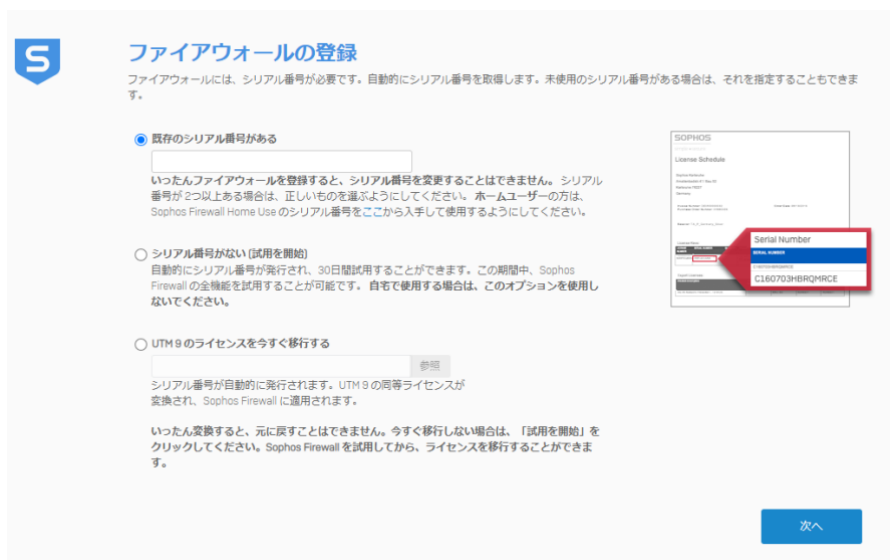 ファイアウォールの登録
ファイアウォールには、シリアル番号が必要です。自動的にシリアル番号を取得します。未使用のシリアル番号がある場合は、それを指定することもできま
す。
既存のシリアル番号がある
いったんファイアウォールを登録すると、シリアル番号を変更することはできません。シリアル
番号が2つ以上ある場合は、正しいものを選ぶようにしてください。ホームユーザーの方は、
Sophos Firewall Home Use のシリアル番号をここから入手して使用するようにしてください。
シリアル番号がない (試用を開始)
自動的にシリアル番号が発行され、30日間試用することができます。この期間中、Sophos
Firewall の全機能を試用することが可能です。自宅で使用する場合は、このオプションを使用し
ないでください。
UTM 9 のライセンスを今すぐ移行する
参照
シリアル番号が自動的に発行されます。UTM 9 の同等ライセンスが
変換され、Sophos Firewall に適用されます。
いったん変換すると、元に戻すことはできません。今すぐ移行しない場合は、「試用を開始」を
クリックしてください。Sophos Firewall を試用してから、ライセンスを移行することができま
す。
SOPHOS
License Schedule
Serial Number
SERIAL NUMBER
C160703HBRQMRCE
次へ